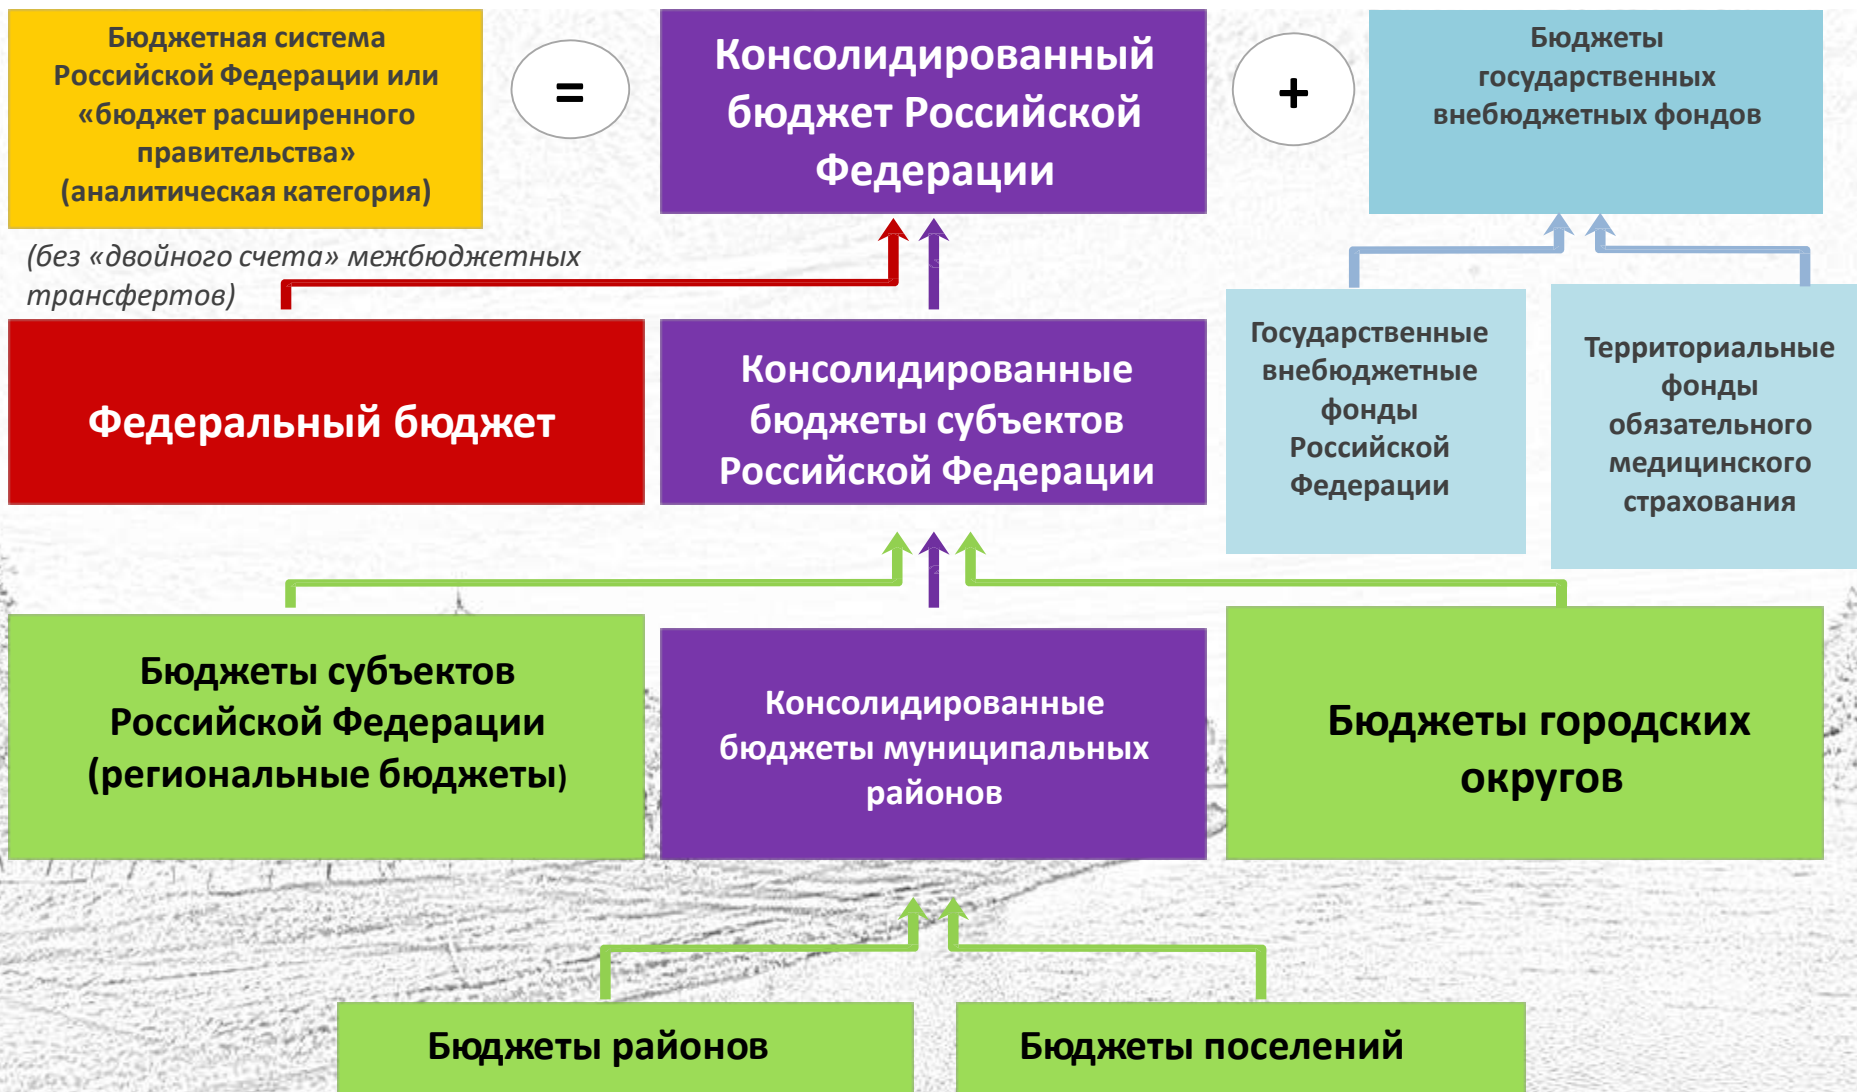 Бюджетная система
Российской Федерации или
«бюджет расширенного
правительства»
(аналитическая категория)
=
Консолидированный
бюджет Российской
Федерации
+
Бюджеты
государственных
внебюджетных фондов
(без «двойного счета» межбюджетных
трансфертов)
Федеральный бюджет
Консолидированные
бюджеты субъектов
Российской Федерации
Государственные
внебюджетные
фонды
Российской
Федерации
Территориальные
фонды
обязательного
медицинского
страхования
Бюджеты субъектов
Российской Федерации
(региональные бюджеты)
Консолидированные
бюджеты муниципальных
районов
Бюджеты городских
округов
Бюджеты районов
Бюджеты поселений